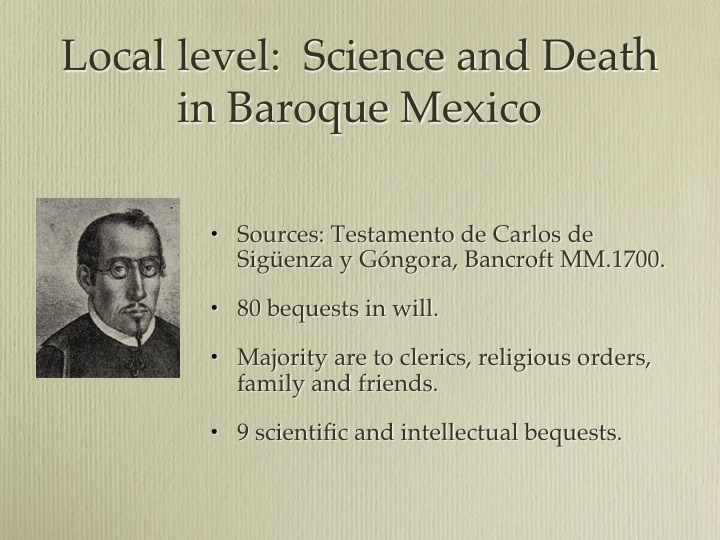 Local level:  Science and Death
in Baroque Mexico
• Sources: Testamento de Carlos de
Sigüenza y Góngora, Bancroft MM.1700.
• 80 bequests in will.
• Majority are to clerics, religious orders,
family and friends.
• 9 scientific and intellectual bequests.